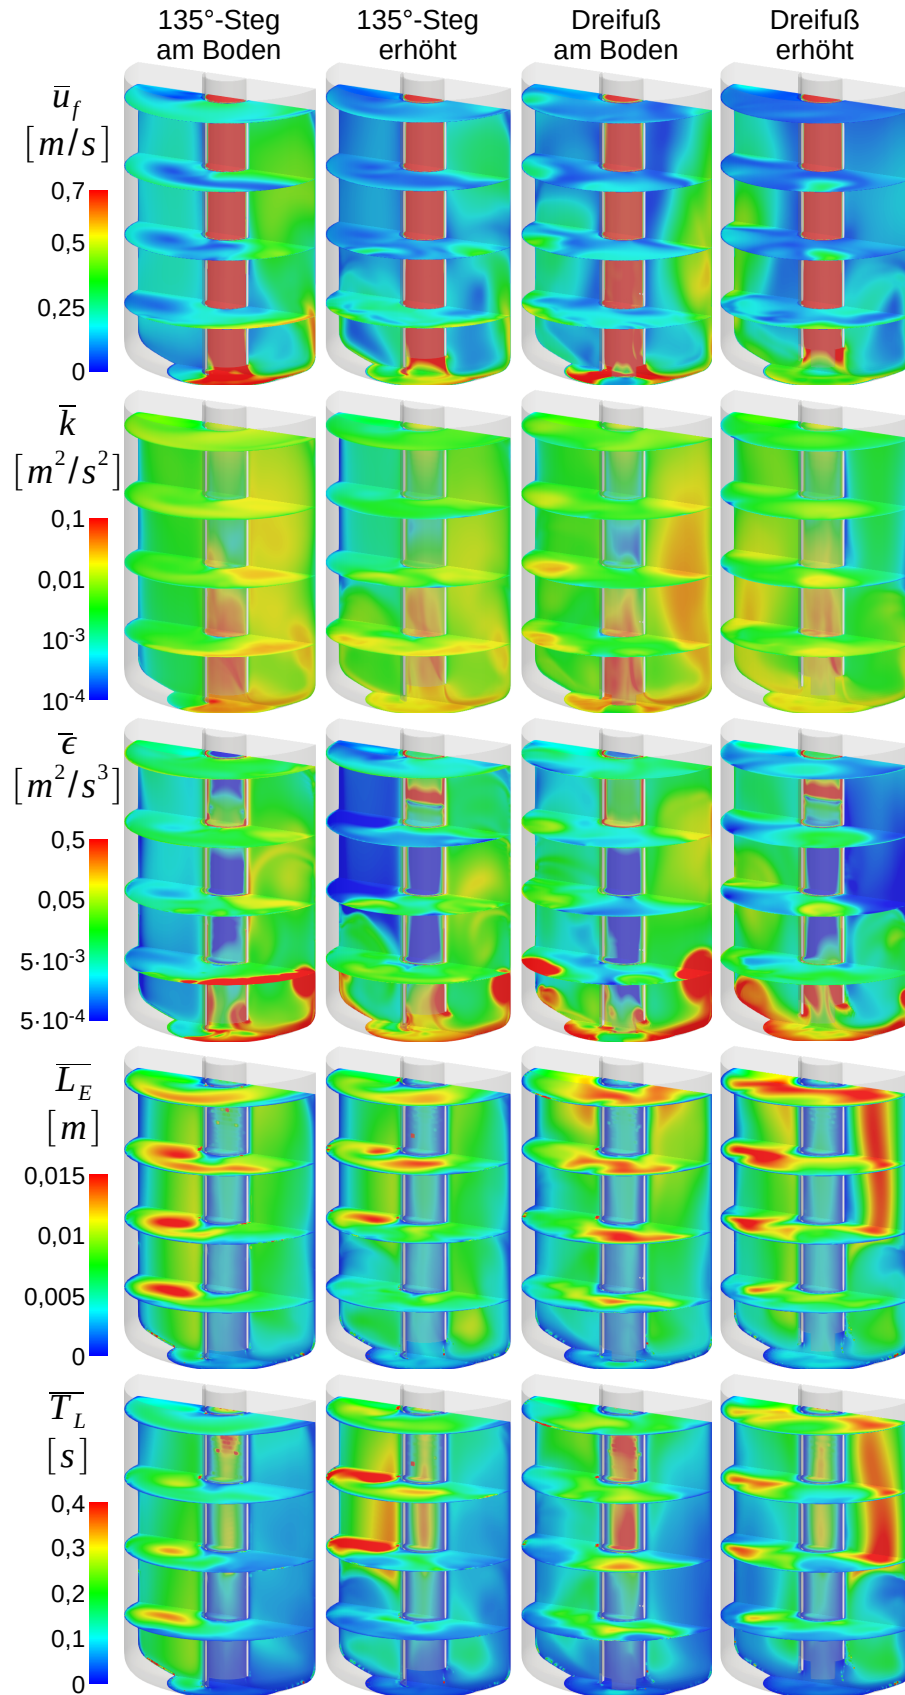 135°-Steg
am Boden
135°-Steg
erhöht
Dreifuß
am Boden
Dreifuß
erhöht
u̅_f
[m/s]
0,7
0,5
0,25
0
k̅
[m²/s²]
0,1
0,01
10⁻³
10⁻⁴
ϵ̅
[m²/s³]
0,5
0,05
5·10⁻³
5·10⁻⁴
L̅_E
[m]
0,015
0,01
0,005
0
T̅_L
[s]
0,4
0,3
0,2
0,1
0